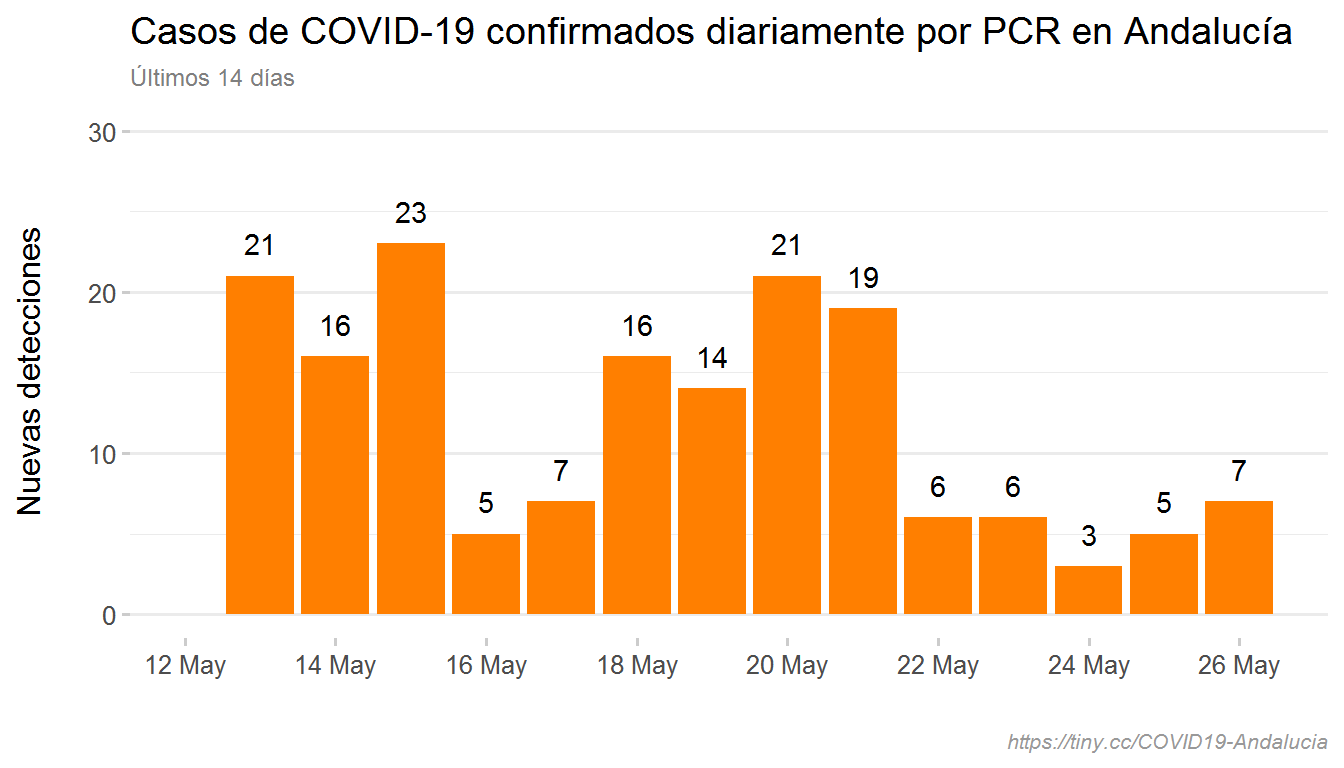 Casos de COVID-19 confirmados diariamente por PCR en Andalucía
Últimos 14 días
Nuevas detecciones
30
20
10
0
21
16
23
5
7
16
14
21
19
6
6
3
5
7
12 May
14 May
16 May
18 May
20 May
22 May
24 May
26 May
https://tiny.cc/COVID19-Andalucia